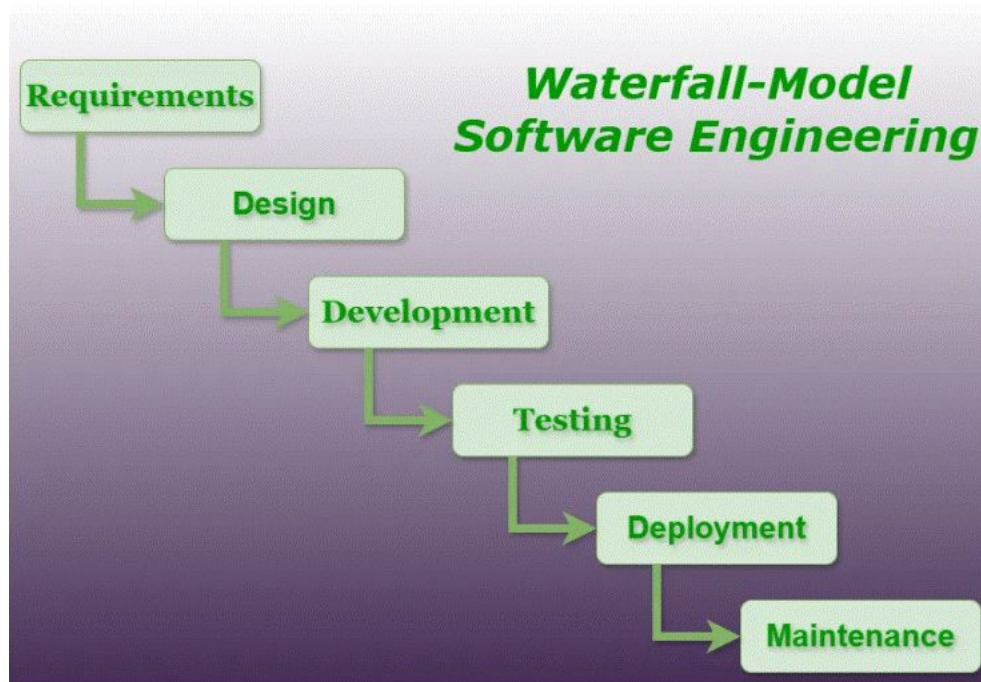 Waterfall-Model
Software Engineering
Requirements
Design
Development
Testing
Deployment
Maintenance